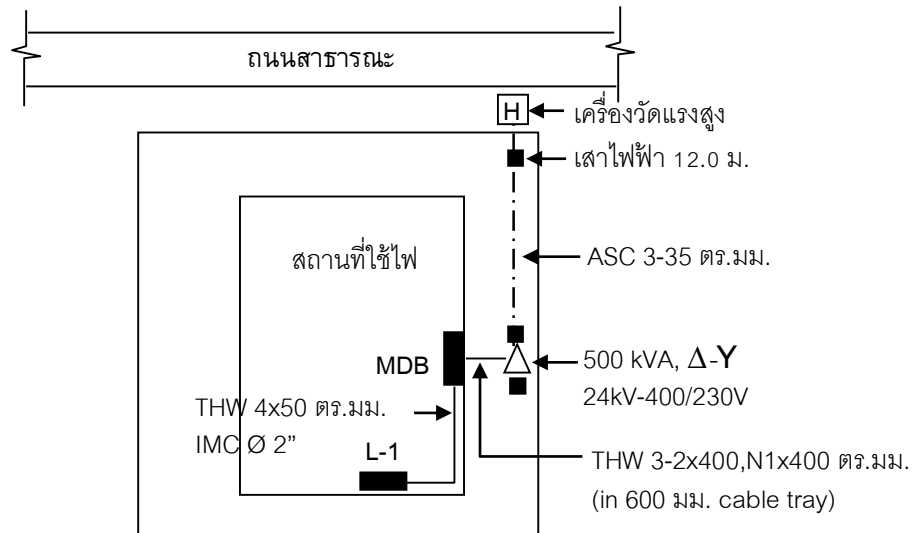 ถนนสาธารณะ
H
เครื่องวัดแรงสูง
เสาไฟฟ้า 12.0 ม.
สถานที่ใช้ไฟ
ASC 3-35 ตร.มม.
MDB
500 kVA, Δ-Y
24kV-400/230V
THW 4x50 ตร.มม.
IMC Ø 2”
L-1
THW 3-2x400,N1x400 ตร.มม.
(in 600 มม. cable tray)